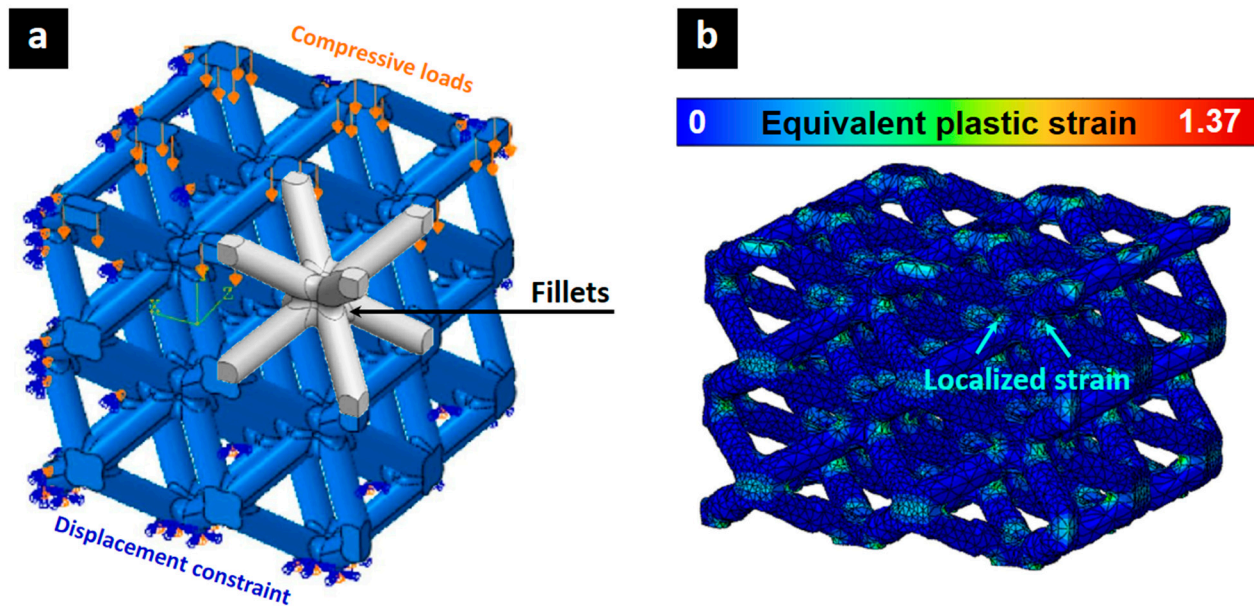 a
Compressive loads
Y
X
Z
Fillets
Displacement constraint
b
0 Equivalent plastic strain 1.37
Localized strain